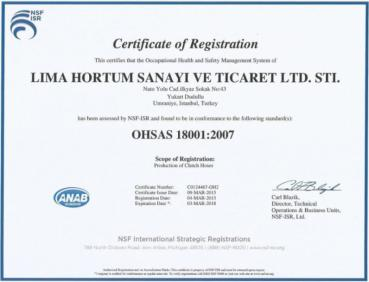 NSF
ISR
Certificate of Registration
This certifies that the Occupational Health and Safety Management System of
LIMA HORTUM SANAYI VE TICARET LTD. STI.
Nato Yolu Cad.Ilkyaz Sokak No:43
Yukari Dudullu
Umraniye, Istanbul, Turkey
has been assessed by NSF-ISR and found to be in conformance to the following standard(s):
OHSAS 18001:2007
Scope of Registration:
Production of Clutch Hoses
ANAB
Certificate Number: C0124467-OH2
Certificate Issue Date: 09-MAR-2015
Registration Date: 04-MAR-2015
Expiration Date *: 03-MAR-2018
Carl Blazik,
Director, Technical
Operations & Business Units,
NSF-ISR, Ltd.
NSF International Strategic Registrations
789 North Dixboro Road, Ann Arbor, Michigan 48105 | (888) NSF-9000 | www.nsf-isr.org